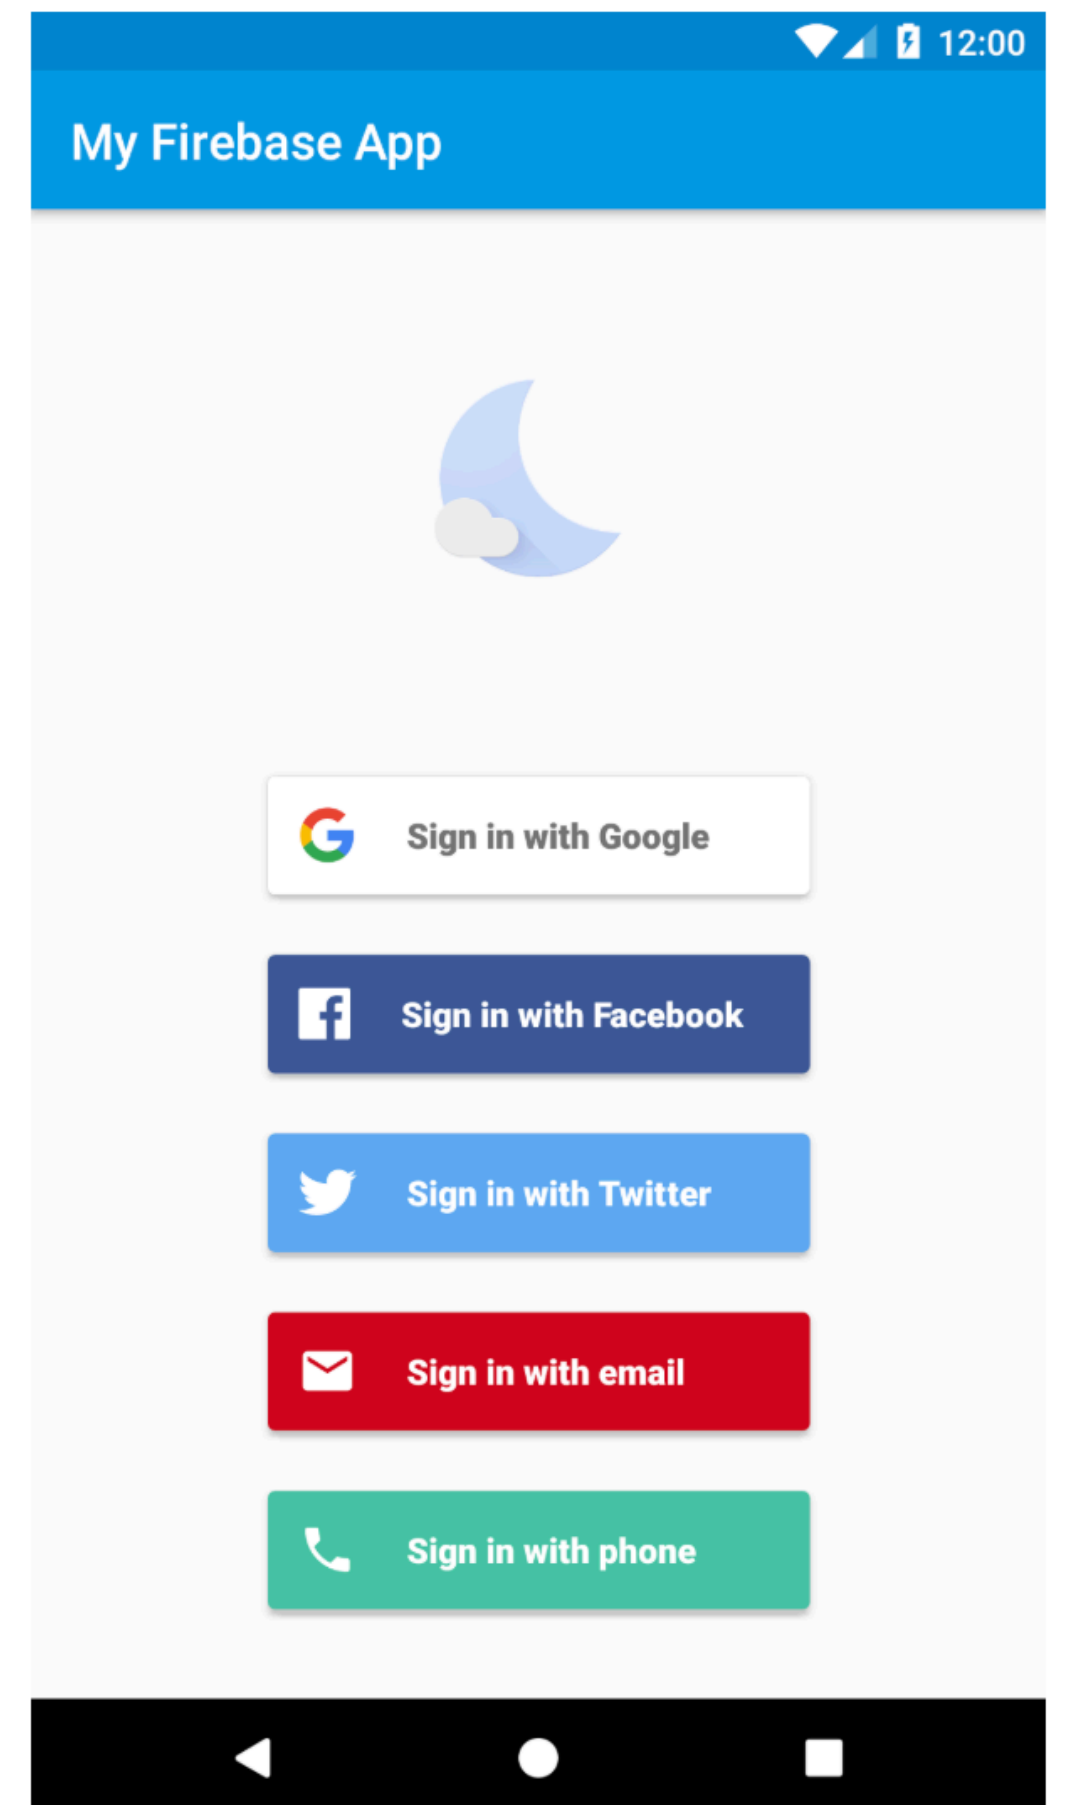 12:00
My Firebase App
Sign in with Google
Sign in with Facebook
Sign in with Twitter
Sign in with email
Sign in with phone